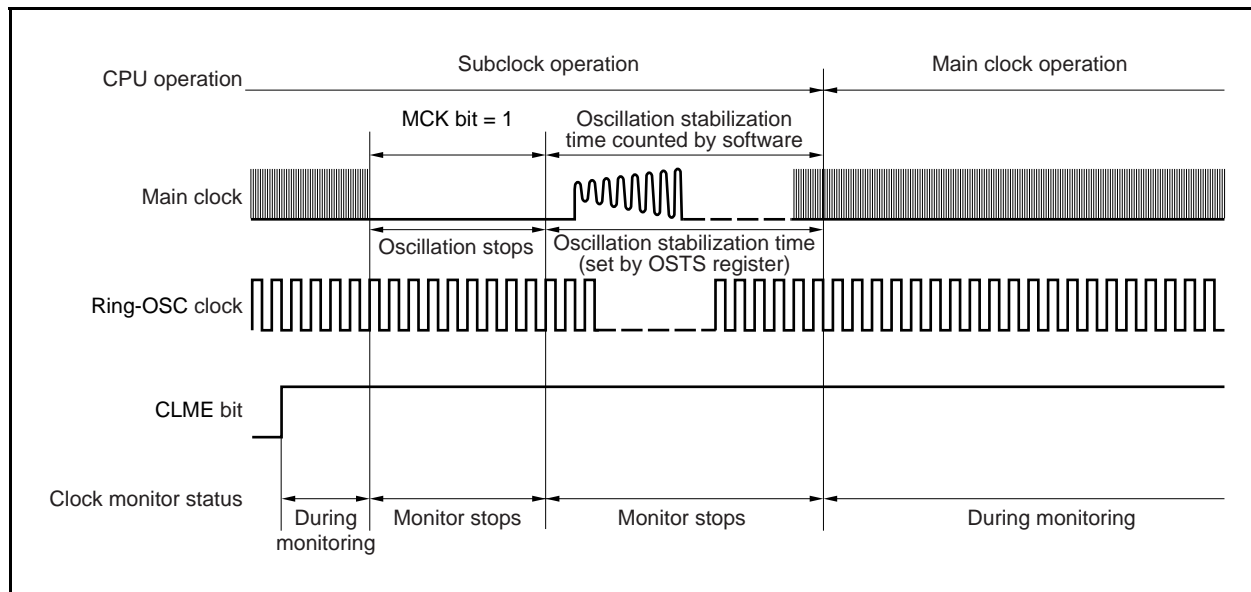 CPU operation
Subclock operation
Main clock operation
MCK bit = 1
Oscillation stabilization
time counted by software
Main clock
Oscillation stops
Oscillation stabilization time
(set by OSTS register)
Ring-OSC clock
CLME bit
Clock monitor status
During
monitoring
Monitor stops
Monitor stops
During monitoring